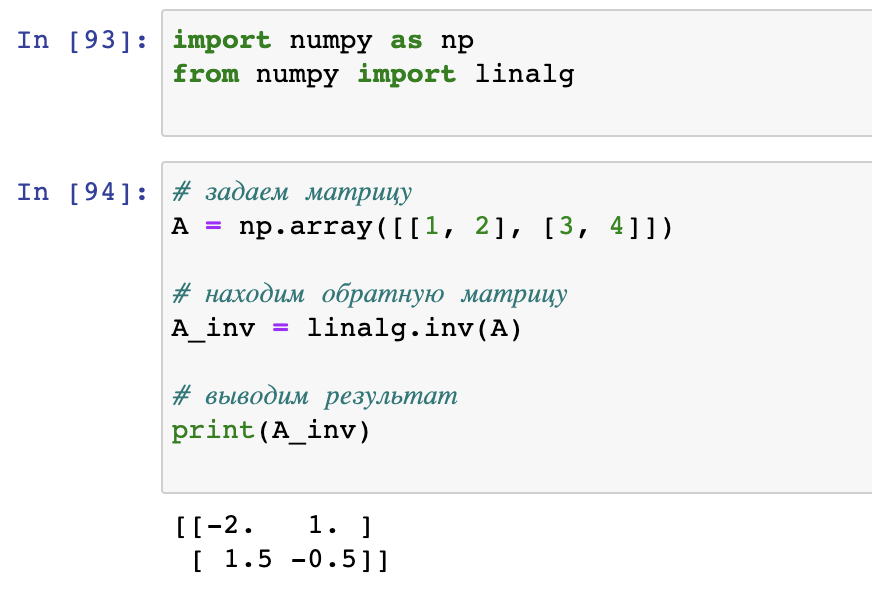 In [93]: import numpy as np
from numpy import linalg
In [94]: # задаем матрицу
A = np.array([[1, 2], [3, 4]])
# находим обратную матрицу
A_inv = linalg.inv(A)
# выводим результат
print(A_inv)
[[-2.   1. ]
 [ 1.5 -0.5]]